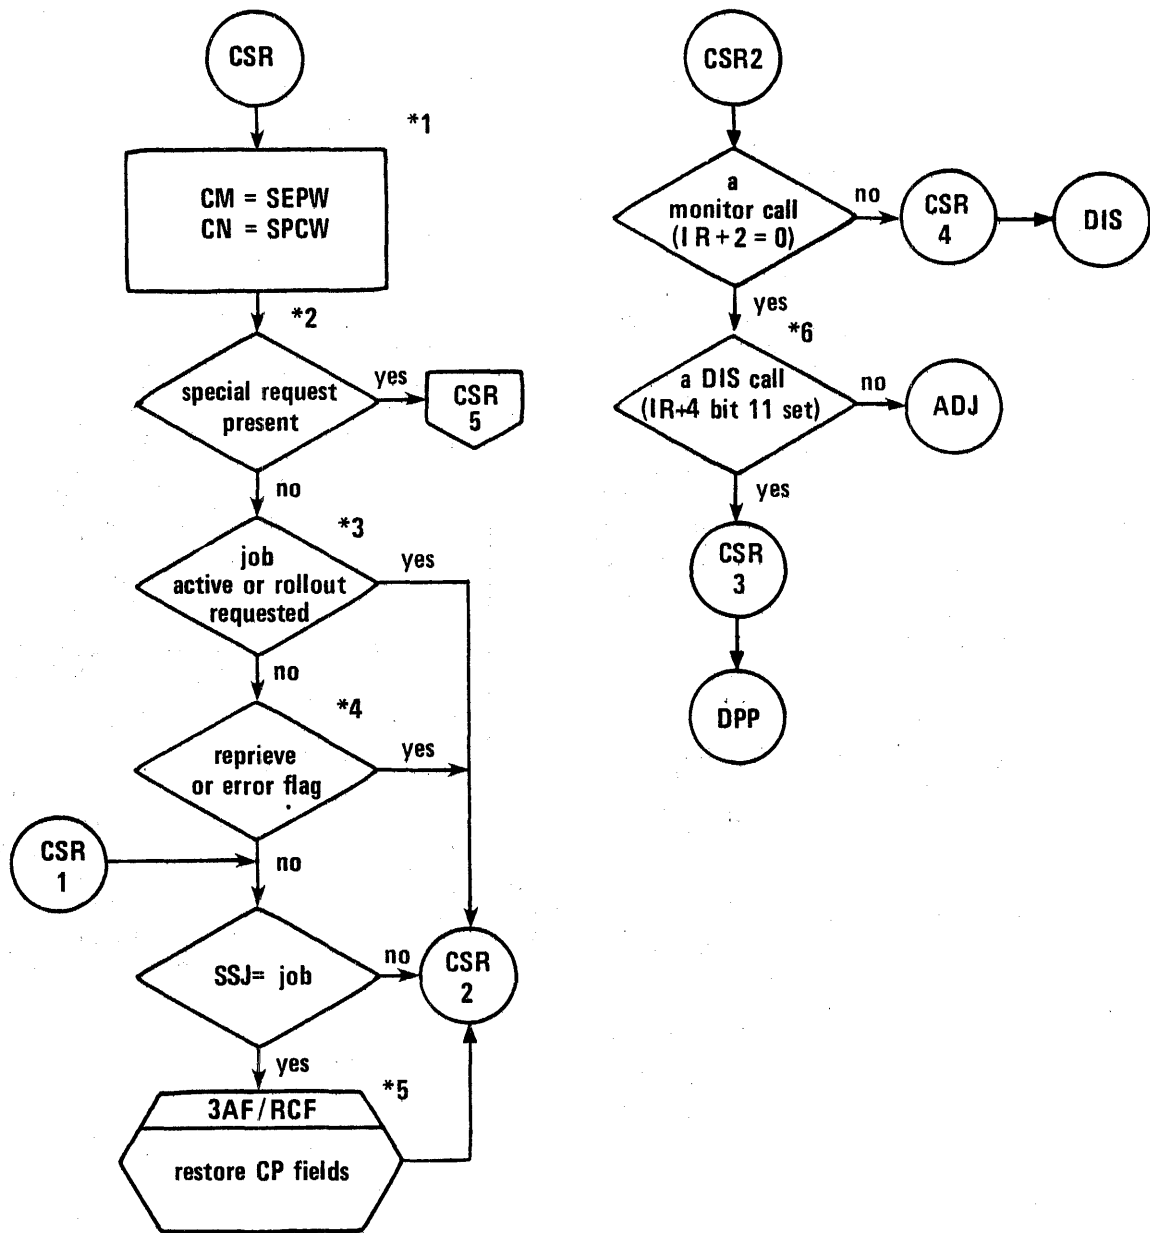 CSR
*1
CM = SEPW
CN = SPCW
*2
special request
present
yes
CSR
5
no
*3
job
active or rollout
requested
yes
no
*4
reprieve
or error flag
yes
CSR
1
no
SSJ= job
no
CSR
2
yes
*5
3AF/RCF
restore CP fields
CSR2
a
monitor call
(IR+2=0)
no
CSR
4
DIS
yes
*6
a DIS call
(IR+4 bit 11 set)
no
ADJ
yes
CSR
3
DPP